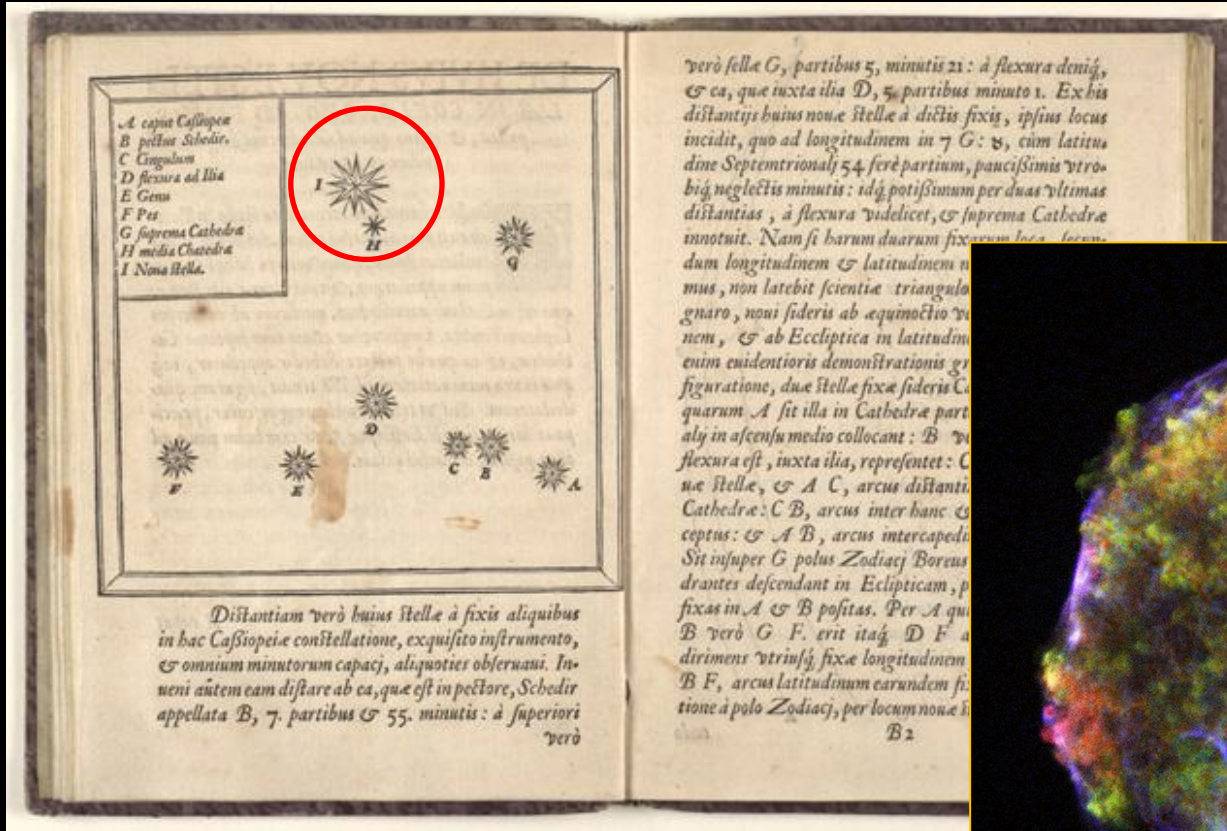 A caput Caßiopeæ
B pectus Schedir.
C Cingulum
D flexura ad Ilia
E Genu
F Pes
G suprema Cathedræ
H media Chatedræ
I Noua stella.
I
H
G
D
C
B
A
F
E
Distantiam verò huius stellæ à fixis aliquibus
in hac Caßiopeiæ constellatione, exquisito instrumento,
& omnium minutorum capacj, aliquoties obseruaui. In-
ueni autem eam distare ab ea, quæ est in pectore, Schedir
appellata B, 7. partibus & 55. minutis: à superiori
verò
verò stellæ G, partibus 5, minutis 21: à flexura deniq́,
& ea, quæ iuxta ilia D, 5. partibus minuto 1. Ex his
distantijs huius nouæ stellæ à dictis fixis, ipsius locus
incidit, quo ad longitudinem in 7 G: ♉, cùm latitu-
dine Septemtrionalj 54 ferè partium, paucißimis vtro-
biq́ neglectis minutis: idq́ potißimum per duas vltimas
distantias, à flexura videlicet, & suprema Cathedræ
innotuit. Nam si harum duarum fixarum loca, secun-
dum longitudinem & latitudinem
mus, non latebit scientiæ triangulo
gnaro, noui sideris ab æquinoctio
nem, & ab Eccliptica in latitudin
enim euidentioris demonstrationis
figuratione, duæ stellæ fixæ sideris
quarum A sit illa in Cathedræ part
alij in ascensu medio collocant: B
flexura est, iuxta ilia, repræsentet: C
uæ stellæ, & A C, arcus distanti
Cathedræ: C B, arcus inter hanc &
ceptus: & A B, arcus intercapedi
Sit insuper G polus Zodiacj Boreus
drantes descendant in Eclipticam, p
fixas in A & B positas. Per A qui
B verò G F. erit itaq́ D F a
dirimens vtriusq́ fixæ longitudinem
B F, arcus latitudinum earundem fi
tione à polo Zodiacj, per locum nouæ
B 2